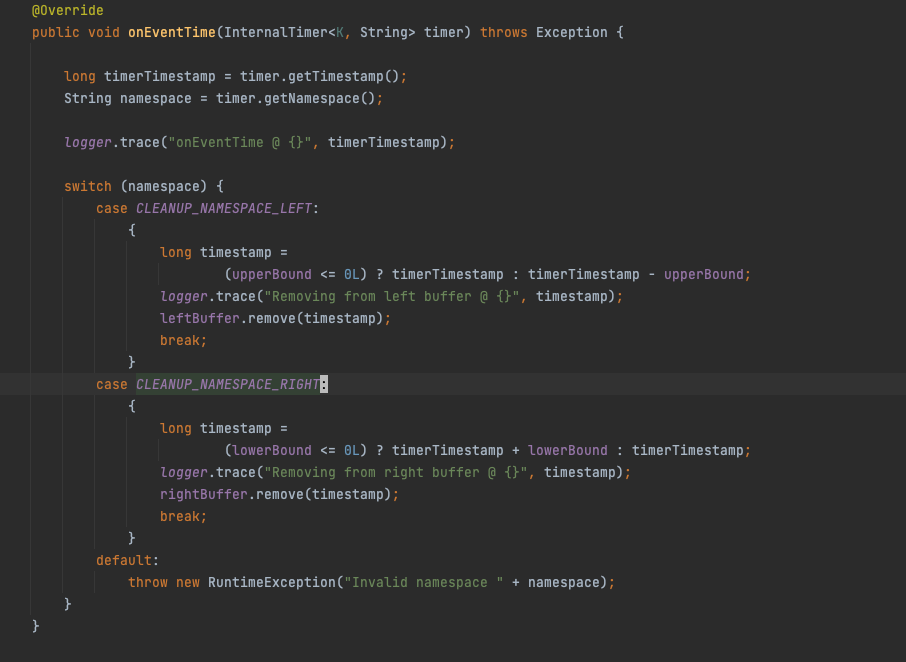 @Override
public void onEventTime(InternalTimer<K, String> timer) throws Exception {
long timerTimestamp = timer.getTimestamp();
String namespace = timer.getNamespace();
logger.trace("onEventTime @ {}", timerTimestamp);
switch (namespace) {
case CLEANUP_NAMESPACE_LEFT:
{
long timestamp =
(upperBound <= 0L) ? timerTimestamp : timerTimestamp - upperBound;
logger.trace("Removing from left buffer @ {}", timestamp);
leftBuffer.remove(timestamp);
break;
}
case CLEANUP_NAMESPACE_RIGHT:
{
long timestamp =
(lowerBound <= 0L) ? timerTimestamp + lowerBound : timerTimestamp;
logger.trace("Removing from right buffer @ {}", timestamp);
rightBuffer.remove(timestamp);
break;
}
default:
throw new RuntimeException("Invalid namespace " + namespace);
}
}